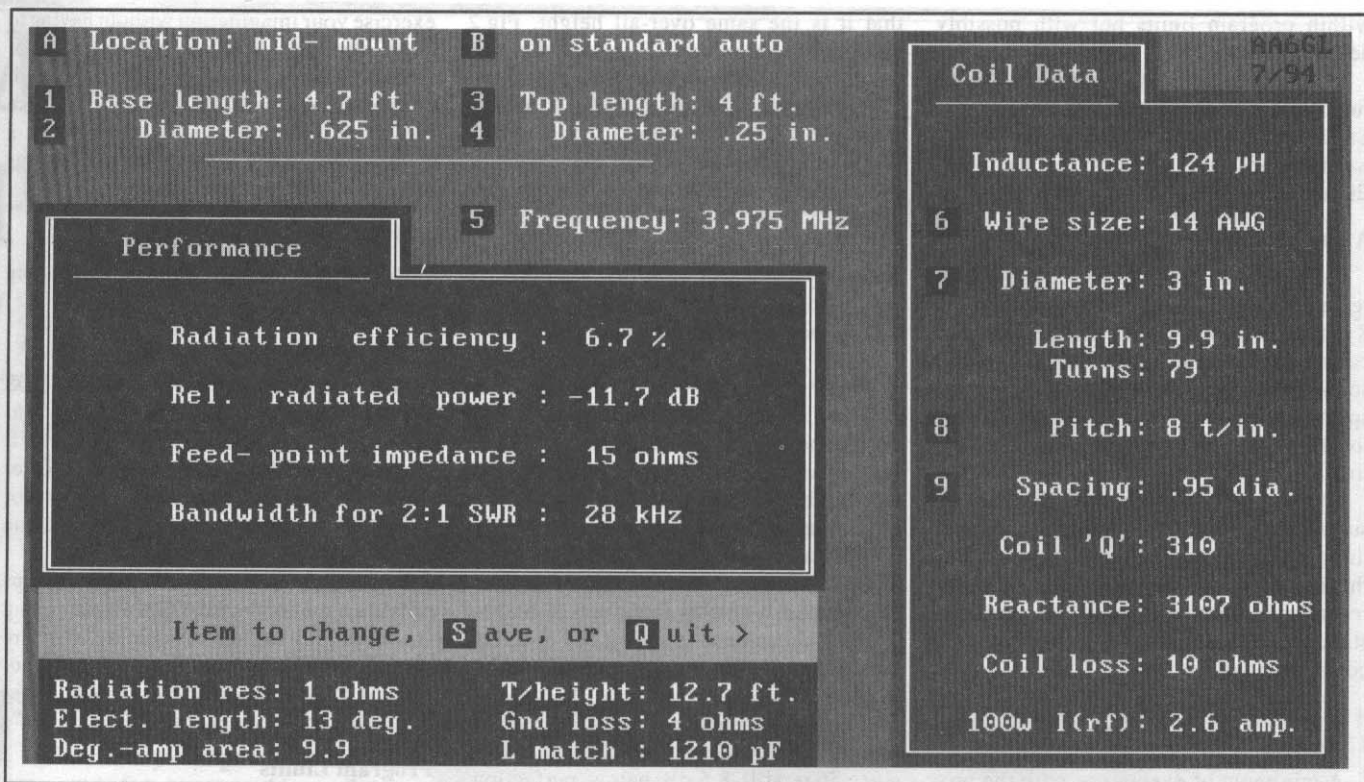 A Location: mid- mount B on standard auto
1 Base length: 4.7 ft. 3 Top length: 4 ft.
2 Diameter: .625 in. 4 Diameter: .25 in.
5 Frequency: 3.975 MHz
Performance
Radiation efficiency : 6.7 %
Rel. radiated power : -11.7 dB
Feed- point impedance : 15 ohms
Bandwidth for 2:1 SWR : 28 kHz
Item to change, S ave, or Q uit >
Radiation res: 1 ohms T/height: 12.7 ft.
Elect. length: 13 deg. Gnd loss: 4 ohms
Deg.-amp area: 9.9 L match : 1210 pF
AA6GL
7/94
Coil Data
Inductance: 124 µH
6 Wire size: 14 AWG
7 Diameter: 3 in.
Length: 9.9 in.
Turns: 79
8 Pitch: 8 t/in.
9 Spacing: .95 dia.
Coil 'Q': 310
Reactance: 3107 ohms
Coil loss: 10 ohms
100w I(rf): 2.6 amp.